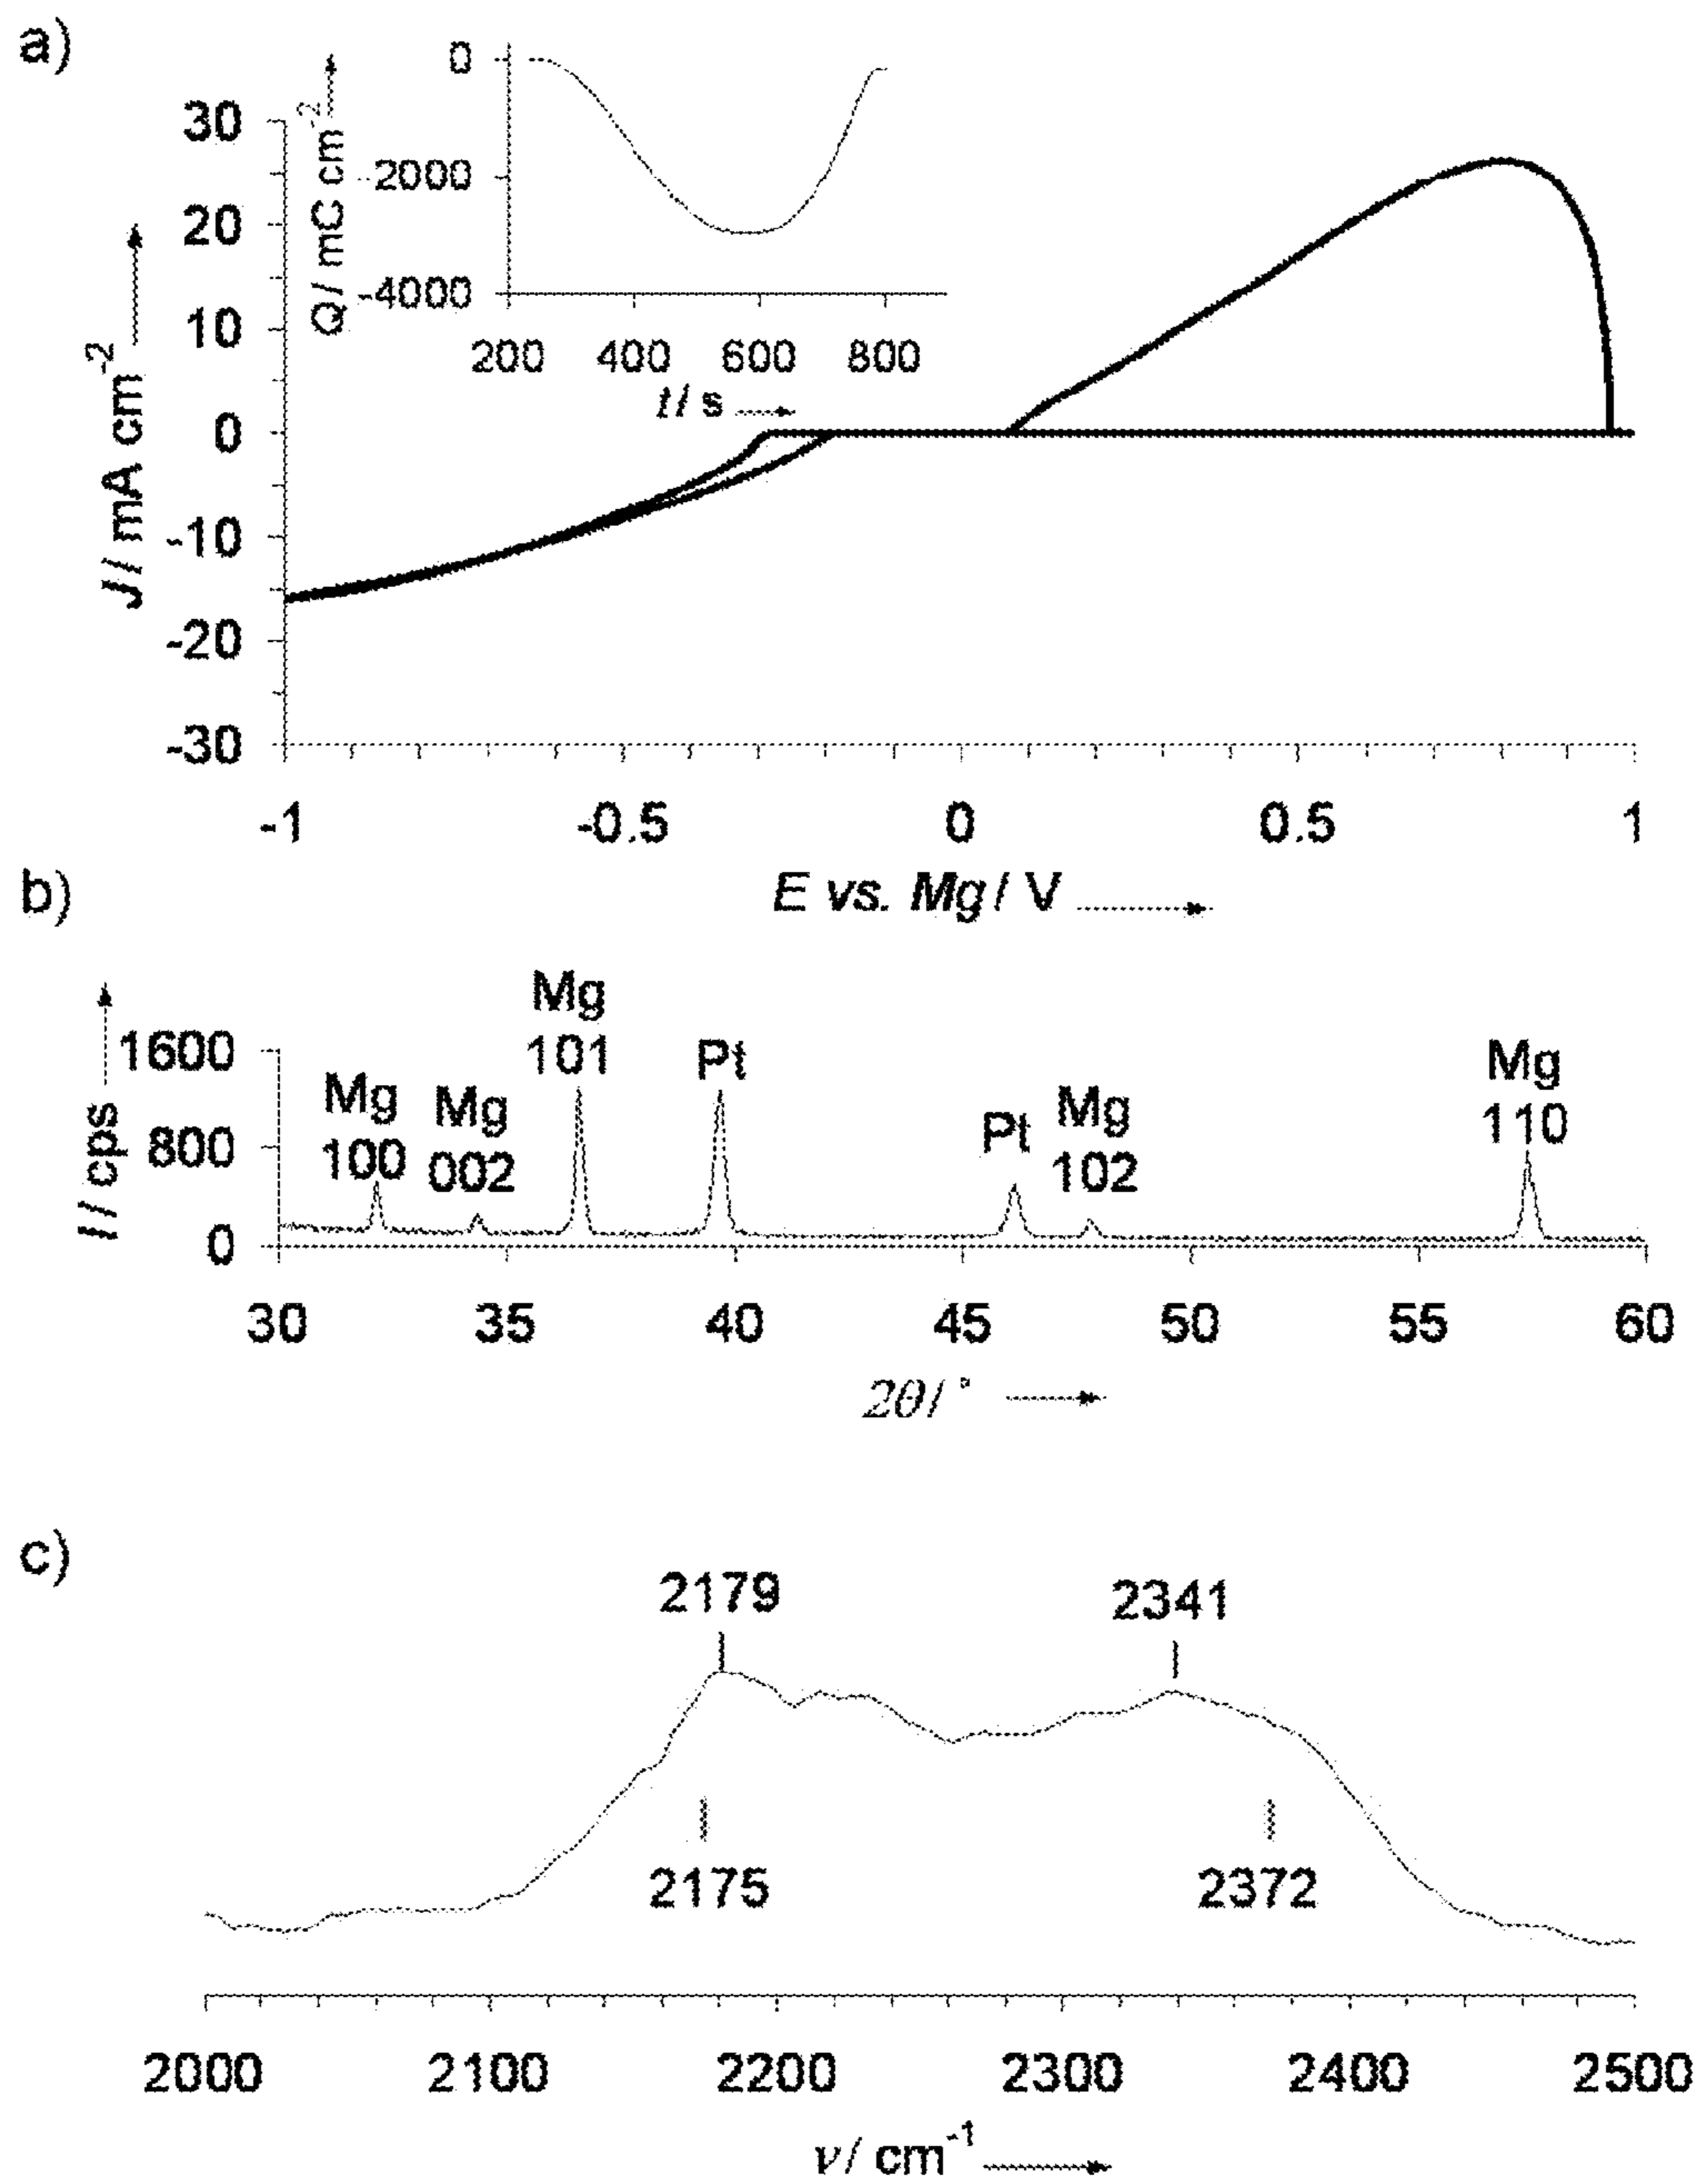 a)
0
-2000
-4000
Q / mC cm-2
200 400 600 800
t / s
30
20
10
0
-10
-20
-30
J / mA cm-2
-1 -0.5 0 0.5 1
E vs. Mg / V
b)
Mg 100
Mg 002
Mg 101
Pt
Pt
Mg 102
Mg 110
1600
800
0
I / cps
30 35 40 45 50 55 60
2θ / °
c)
2179 2341
2175 2372
2000 2100 2200 2300 2400 2500
ν / cm-1